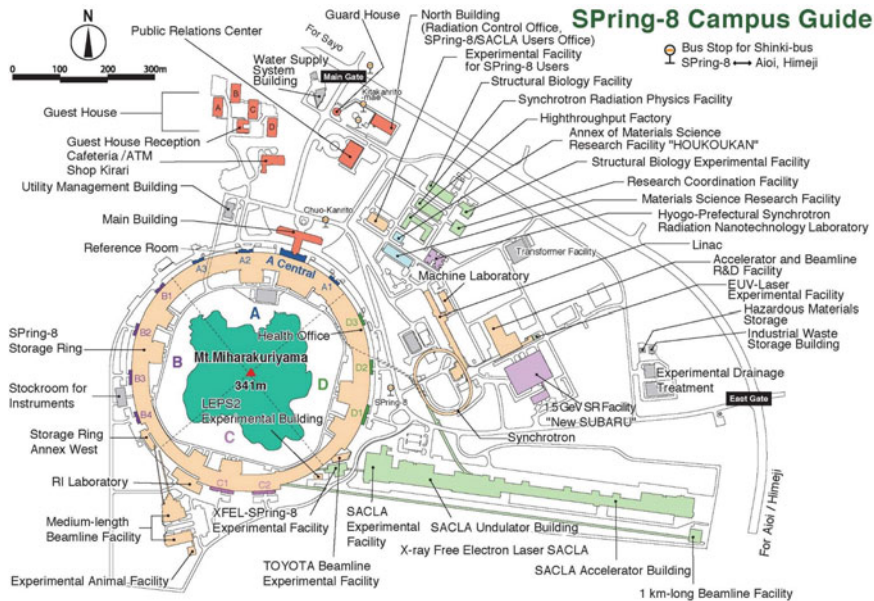 SPring-8 Campus Guide
Bus Stop for Shinki-bus
SPring-8 ⟷ Aioi, Himeji
N
0 100 200 300m
For Sayo
Guard House
Public Relations Center
North Building
(Radiation Control Office,
SPring-8/SACLA Users Office)
Water Supply
System
Building
Main Gate
Kitakanrito
-mae
Experimental Facility
for SPring-8 Users
Structural Biology Facility
Synchrotron Radiation Physics Facility
Highthroughput Factory
Annex of Materials Science
Research Facility "HOUKOUKAN"
Structural Biology Experimental Facility
Research Coordination Facility
Materials Science Research Facility
Hyogo-Prefectural Synchrotron
Radiation Nanotechnology Laboratory
Linac
Accelerator and Beamline
R&D Facility
EUV-Laser
Experimental Facility
Hazardous Materials
Storage
Industrial Waste
Storage Building
Guest House
A
B
C
D
Guest House Reception
Cafeteria /ATM
Shop Kirari
Utility Management Building
Main Building
Chuo-Kanrito
Reference Room
Transformer Facility
Machine Laboratory
A3
A2
A Central
A1
B1
B2
B3
B4
A
B
C
D
D3
D2
D1
C1
C2
Health Office
SPring-8
Storage Ring
Mt.Miharakuriyama
341m
LEPS2
Experimental Building
Stockroom for
Instruments
SPring-8
Experimental Drainage
Treatment
East Gate
1.5GeV SR Facility
"New SUBARU"
Synchrotron
Storage Ring
Annex West
RI Laboratory
Medium-length
Beamline Facility
Experimental Animal Facility
XFEL-SPring-8
Experimental Facility
TOYOTA Beamline
Experimental Facility
SACLA
Experimental
Facility
SACLA Undulator Building
X-ray Free Electron Laser SACLA
SACLA Accelerator Building
1 km-long Beamline Facility
For Aioi / Himeji